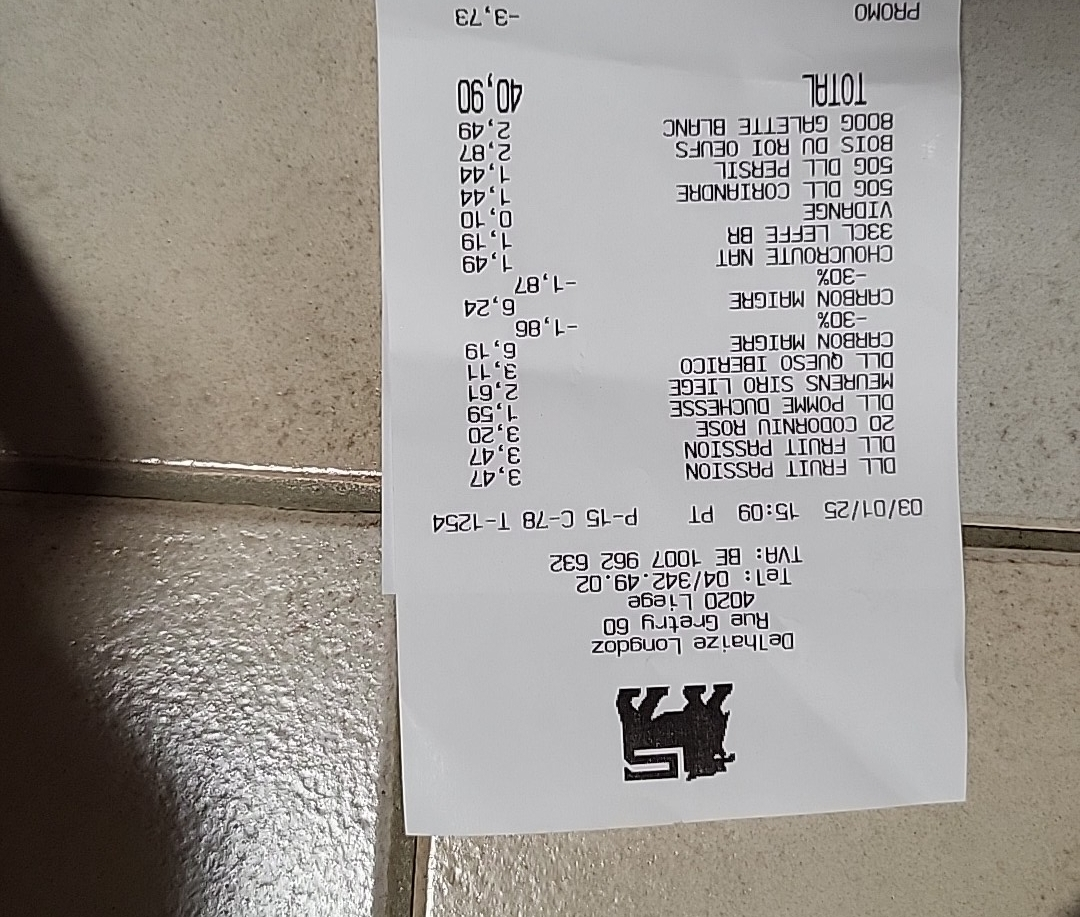 Delhaize Longdoz
Rue Gretry 60
4020 Liege
Tel: 04/342.49.02
TVA: BE 1007 962 632
03/01/25 15:09 PT P-15 C-78 T-1254
DLL FRUIT PASSION 3,47
DLL FRUIT PASSION 3,47
20 CODORNIU ROSE 3,20
DLL POMME DUCHESSE 1,59
MEURENS SIRO LIEGE 2,61
DLL QUESO IBERICO 3,11
CARBON MAIGRE 6,19
-30% -1,86
CARBON MAIGRE 6,24
-30% -1,87
CHOUCROUTE NAT 1,49
33CL LEFFE BR 1,19
VIDANGE 0,10
50G DLL CORIANDRE 1,44
50G DLL PERSIL 1,44
BOIS DU ROI OEUFS 2,87
800G GALETTE BLANC 2,49
TOTAL 40,90
PROMO -3,73